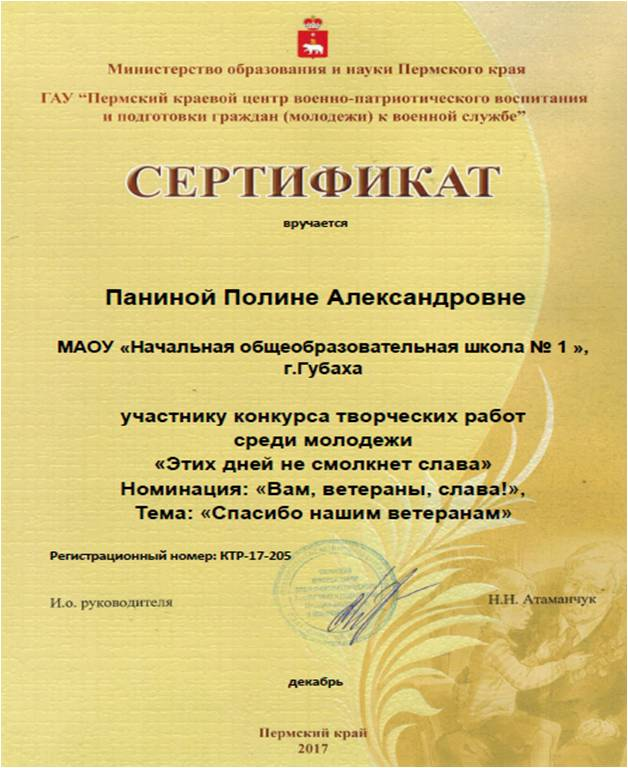 Министерство образования и науки Пермского края
ГАУ “Пермский краевой центр военно-патриотического воспитания
и подготовки граждан (молодежи) к военной службе”
СЕРТИФИКАТ
вручается
Паниной Полине Александровне
МАОУ «Начальная общеобразовательная школа № 1 »,
г.Губаха
участнику конкурса творческих работ
среди молодежи
«Этих дней не смолкнет слава»
Номинация: «Вам, ветераны, слава!»,
Тема: «Спасибо нашим ветеранам»
Регистрационный номер: КТР-17-205
И.о. руководителя
Н.Н. Атаманчук
декабрь
Пермский край
2017